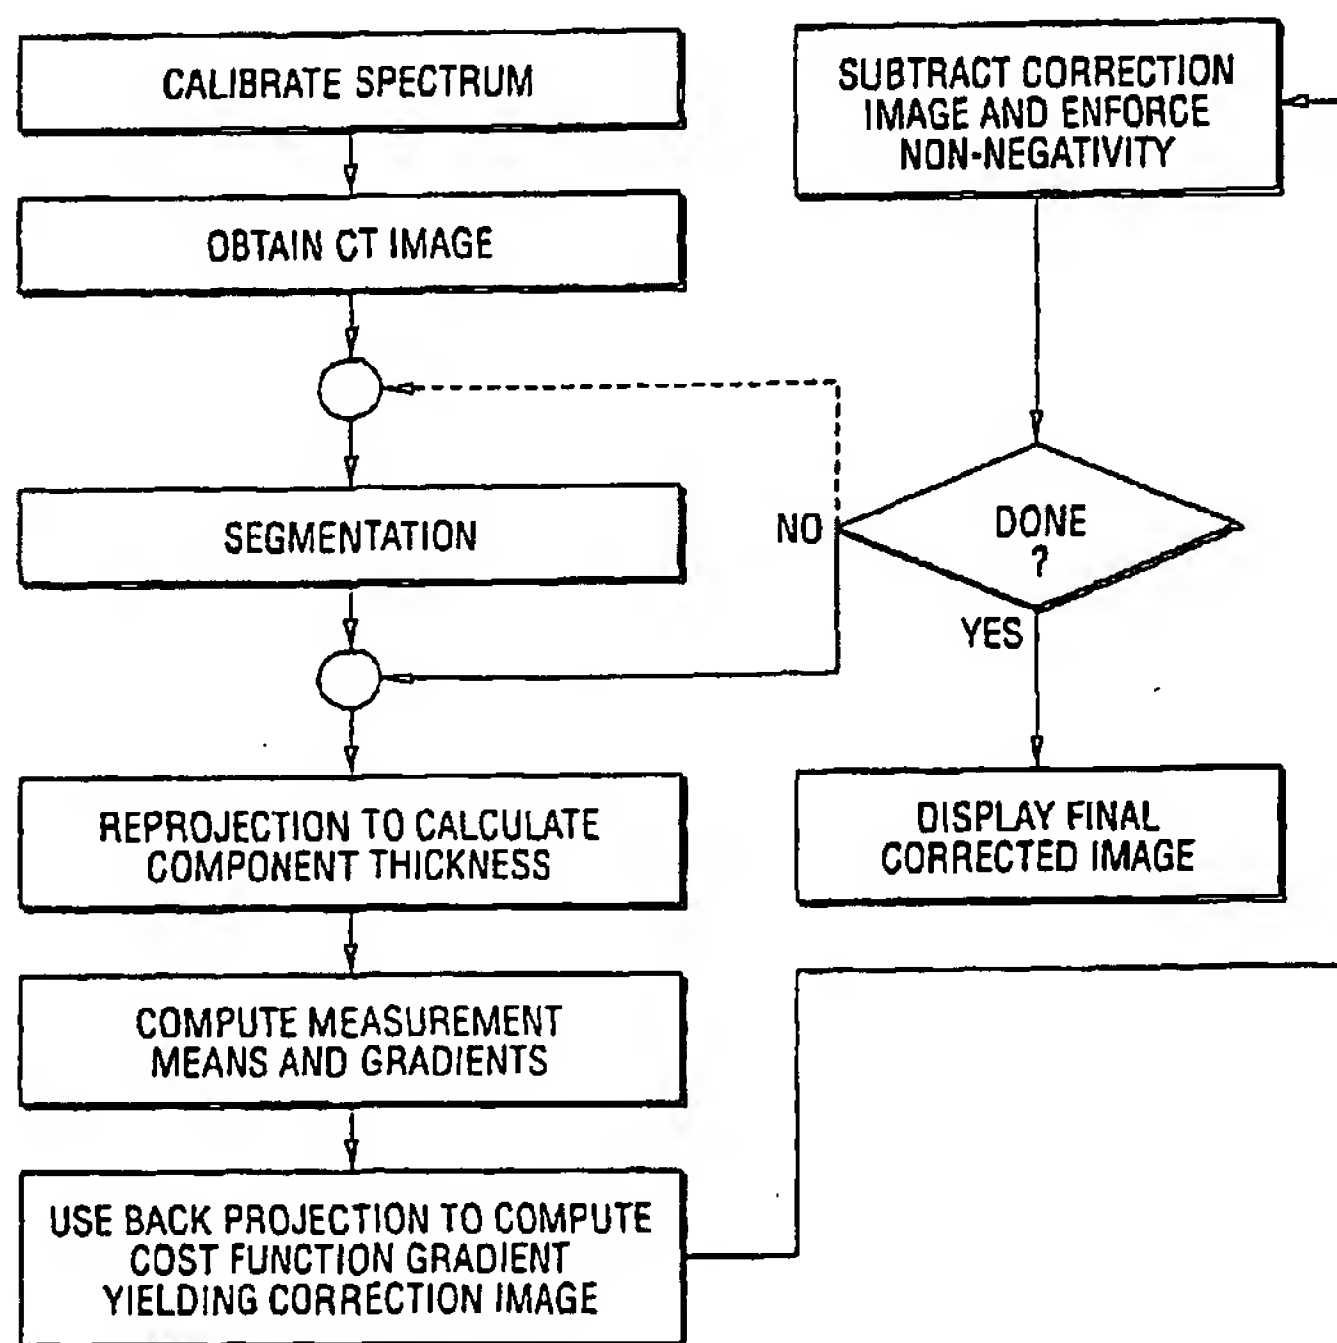 CALIBRATE SPECTRUM
OBTAIN CT IMAGE
SEGMENTATION
REPROJECTION TO CALCULATE
COMPONENT THICKNESS
COMPUTE MEASUREMENT
MEANS AND GRADIENTS
USE BACK PROJECTION TO COMPUTE
COST FUNCTION GRADIENT
YIELDING CORRECTION IMAGE
SUBTRACT CORRECTION
IMAGE AND ENFORCE
NON-NEGATIVITY
DONE
?
NO
YES
DISPLAY FINAL
CORRECTED IMAGE